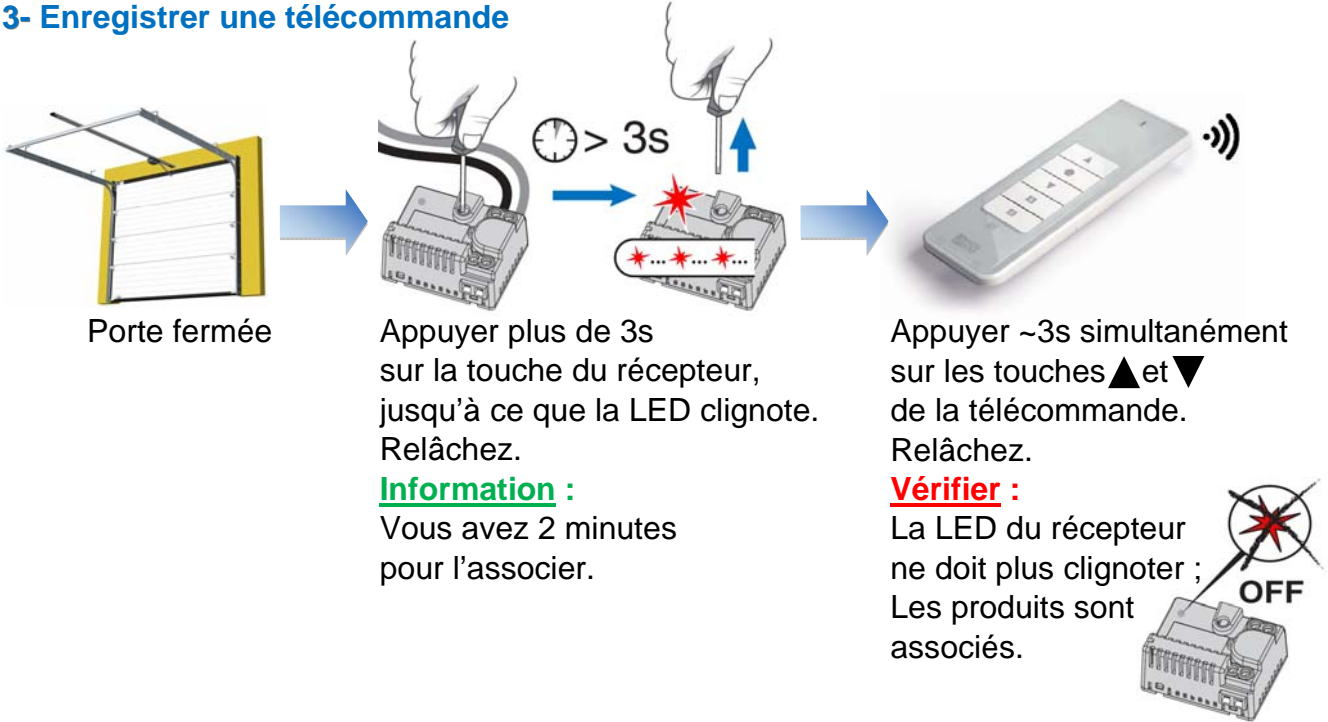 3- Enregistrer une télécommande
> 3s
Porte fermée
Appuyer plus de 3s
sur la touche du récepteur,
jusqu’à ce que la LED clignote.
Relâchez.
Information :
Vous avez 2 minutes
pour l’associer.
Appuyer ~3s simultanément
sur les touches▲et▼
de la télécommande.
Relâchez.
Vérifier :
La LED du récepteur
ne doit plus clignoter ;
Les produits sont
associés.
OFF